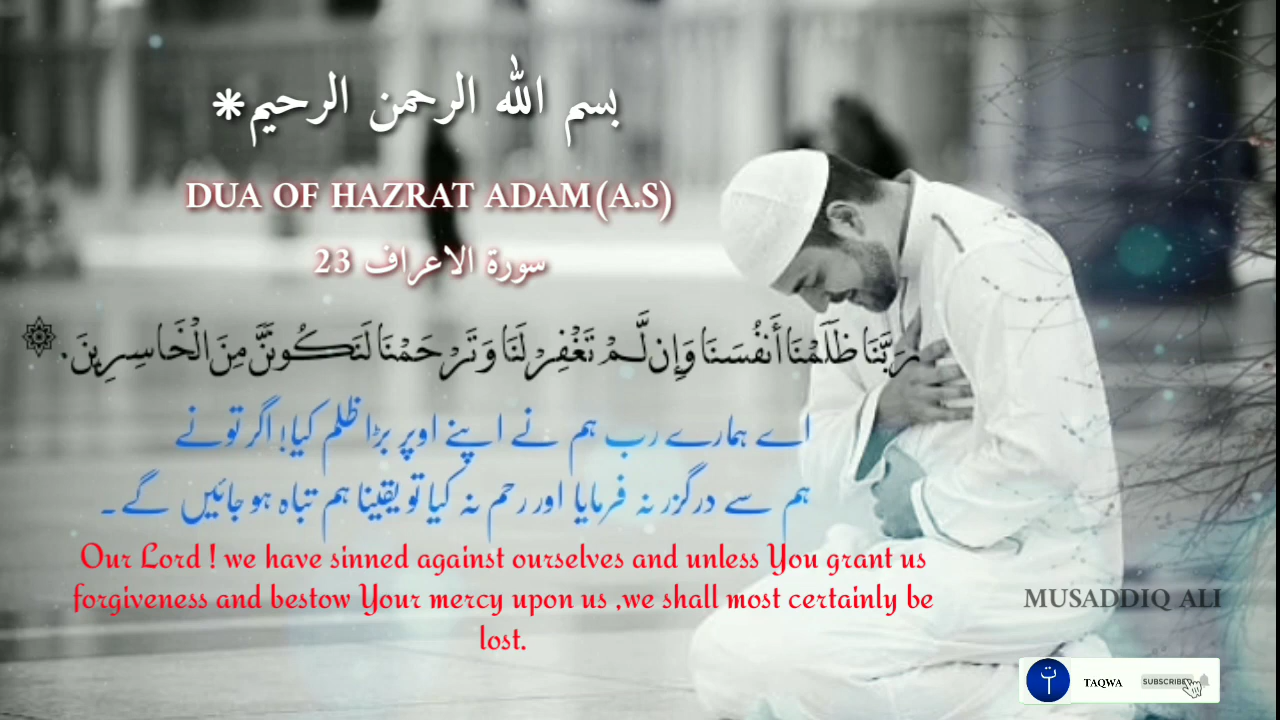 بسم الله الرحمن الرحيم*
DUA OF HAZRAT ADAM(A.S)
سورة الاعراف 23
رَبَّنَا ظَلَمْنَا أَنفُسَنَا وَإِن لَّمْ تَغْفِرْ لَنَا وَتَرْحَمْنَا لَنَكُونَنَّ مِنَ الْخَاسِرِينَ.
اے ہمارے رب ہم نے اپنے اوپر بڑا ظلم کیا! اگر تو نے
ہم سے درگزر نہ فرمایا اور رحم نہ کیا تو یقینا ہم تباہ ہو جائیں گے۔
Our Lord ! we have sinned against ourselves and unless You grant us
forgiveness and bestow Your mercy upon us ,we shall most certainly be
lost.
MUSADDIQ ALI
ت
TAQWA
SUBSCRIBE